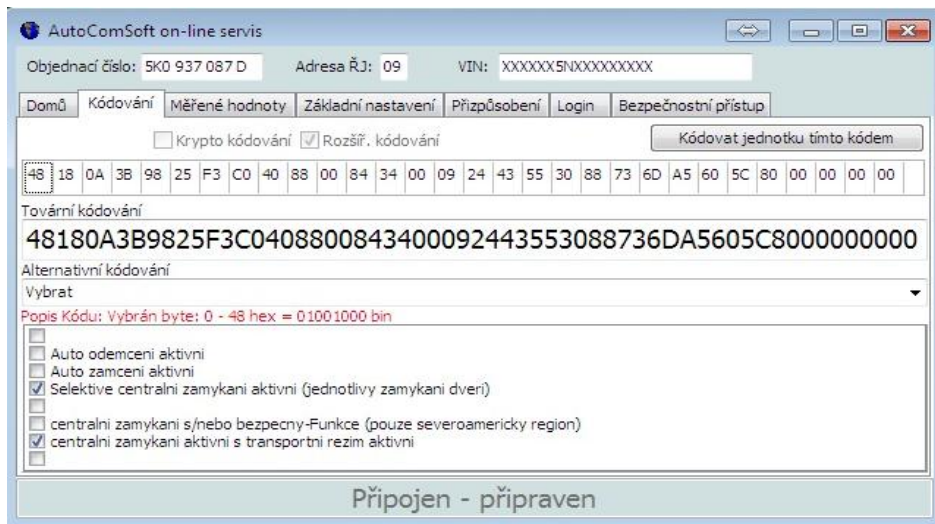 AutoComSoft on-line servis
Objednací číslo: 5K0 937 087 D Adresa ŘJ: 09 VIN: XXXXXX5NXXXXXXXXX
Domů Kódování Měřené hodnoty Základní nastavení Přizpůsobení Login Bezpečnostní přístup
Krypto kódování Rozšíř. kódování Kódovat jednotku tímto kódem
48 18 0A 3B 98 25 F3 C0 40 88 00 84 34 00 09 24 43 55 30 88 73 6D A5 60 5C 80 00 00 00 00
Tovární kódování
48180A3B9825F3C0408800843400092443553088736DA5605C8000000000
Alternativní kódování
Vybrat
Popis Kódu: Vybrán byte: 0 - 48 hex = 01001000 bin
Auto odemceni aktivni
Auto zamceni aktivni
Selektive centralni zamykani aktivni (jednotlivy zamykani dveri)
centralni zamykani s/nebo bezpecny-Funkce (pouze severoamericky region)
centralni zamykani aktivni s transportni rezim aktivni
Připojen - připraven